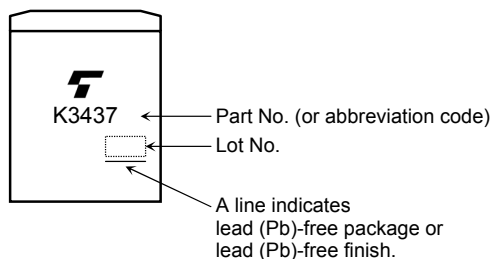 K3437
Part No. (or abbreviation code)
Lot No.
A line indicates
lead (Pb)-free package or
lead (Pb)-free finish.